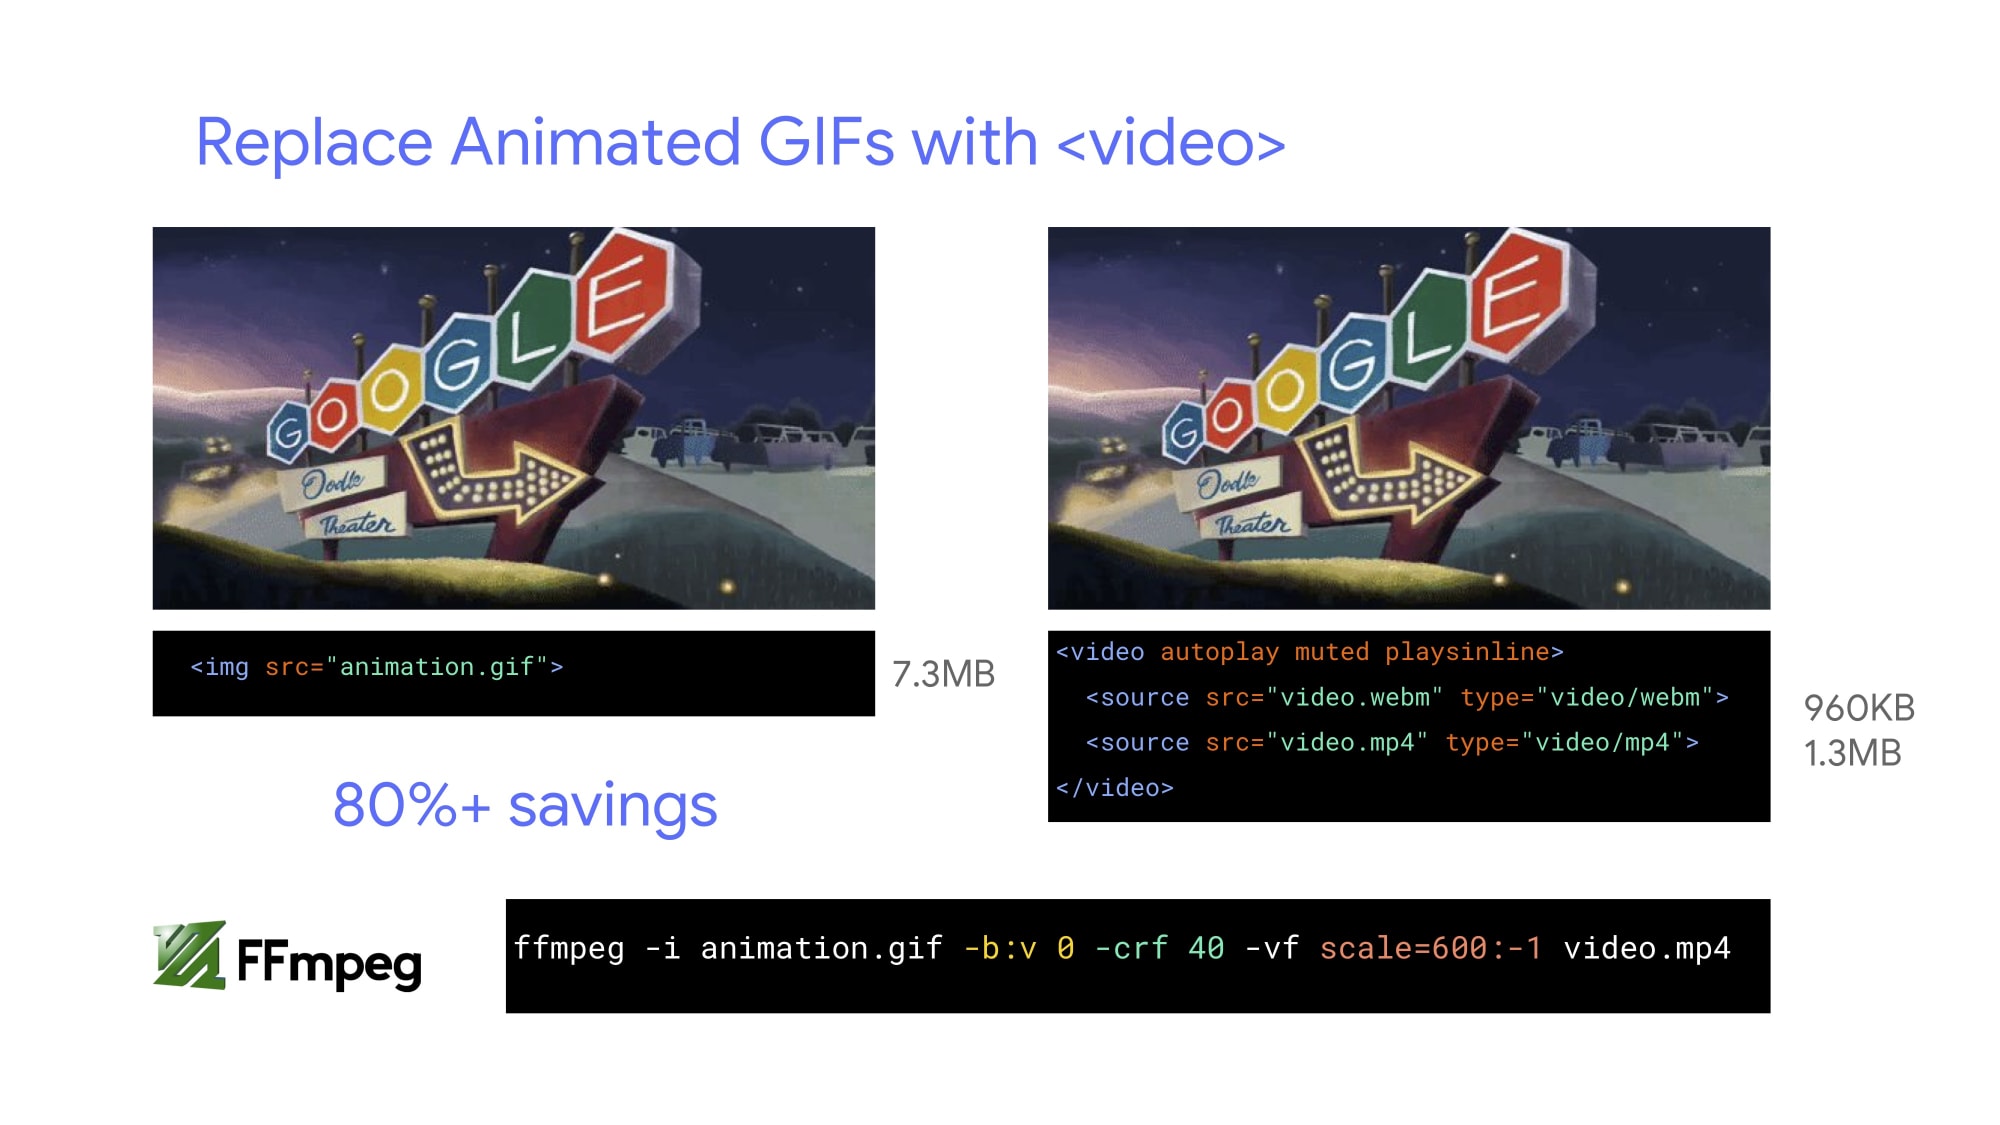 Replace Animated GIFs with <video>
GOOGLE
Oodle
Theater
GOOGLE
Oodle
Theater
<img src="animation.gif">
7.3MB
<video autoplay muted playsinline>
<source src="video.webm" type="video/webm">
<source src="video.mp4" type="video/mp4">
</video>
960KB
1.3MB
80%+ savings
FFmpeg
ffmpeg -i animation.gif -b:v 0 -crf 40 -vf scale=600:-1 video.mp4